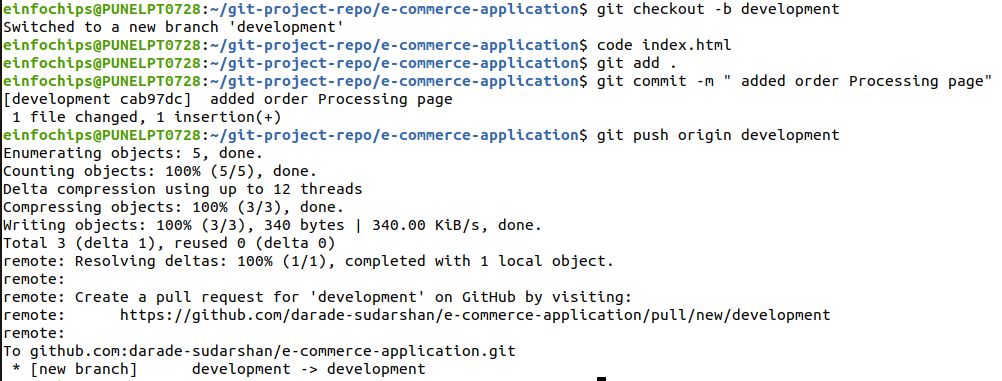 einfochips@PUNELPT0728:~/git-project-repo/e-commerce-application$ git checkout -b development
Switched to a new branch 'development'
einfochips@PUNELPT0728:~/git-project-repo/e-commerce-application$ code index.html
einfochips@PUNELPT0728:~/git-project-repo/e-commerce-application$ git add .
einfochips@PUNELPT0728:~/git-project-repo/e-commerce-application$ git commit -m " added order Processing page"
[development cab97dc]  added order Processing page
 1 file changed, 1 insertion(+)
einfochips@PUNELPT0728:~/git-project-repo/e-commerce-application$ git push origin development
Enumerating objects: 5, done.
Counting objects: 100% (5/5), done.
Delta compression using up to 12 threads
Compressing objects: 100% (3/3), done.
Writing objects: 100% (3/3), 340 bytes | 340.00 KiB/s, done.
Total 3 (delta 1), reused 0 (delta 0)
remote: Resolving deltas: 100% (1/1), completed with 1 local object.
remote:
remote: Create a pull request for 'development' on GitHub by visiting:
remote:      https://github.com/darade-sudarshan/e-commerce-application/pull/new/development
remote:
To github.com:darade-sudarshan/e-commerce-application.git
 * [new branch]      development -> development